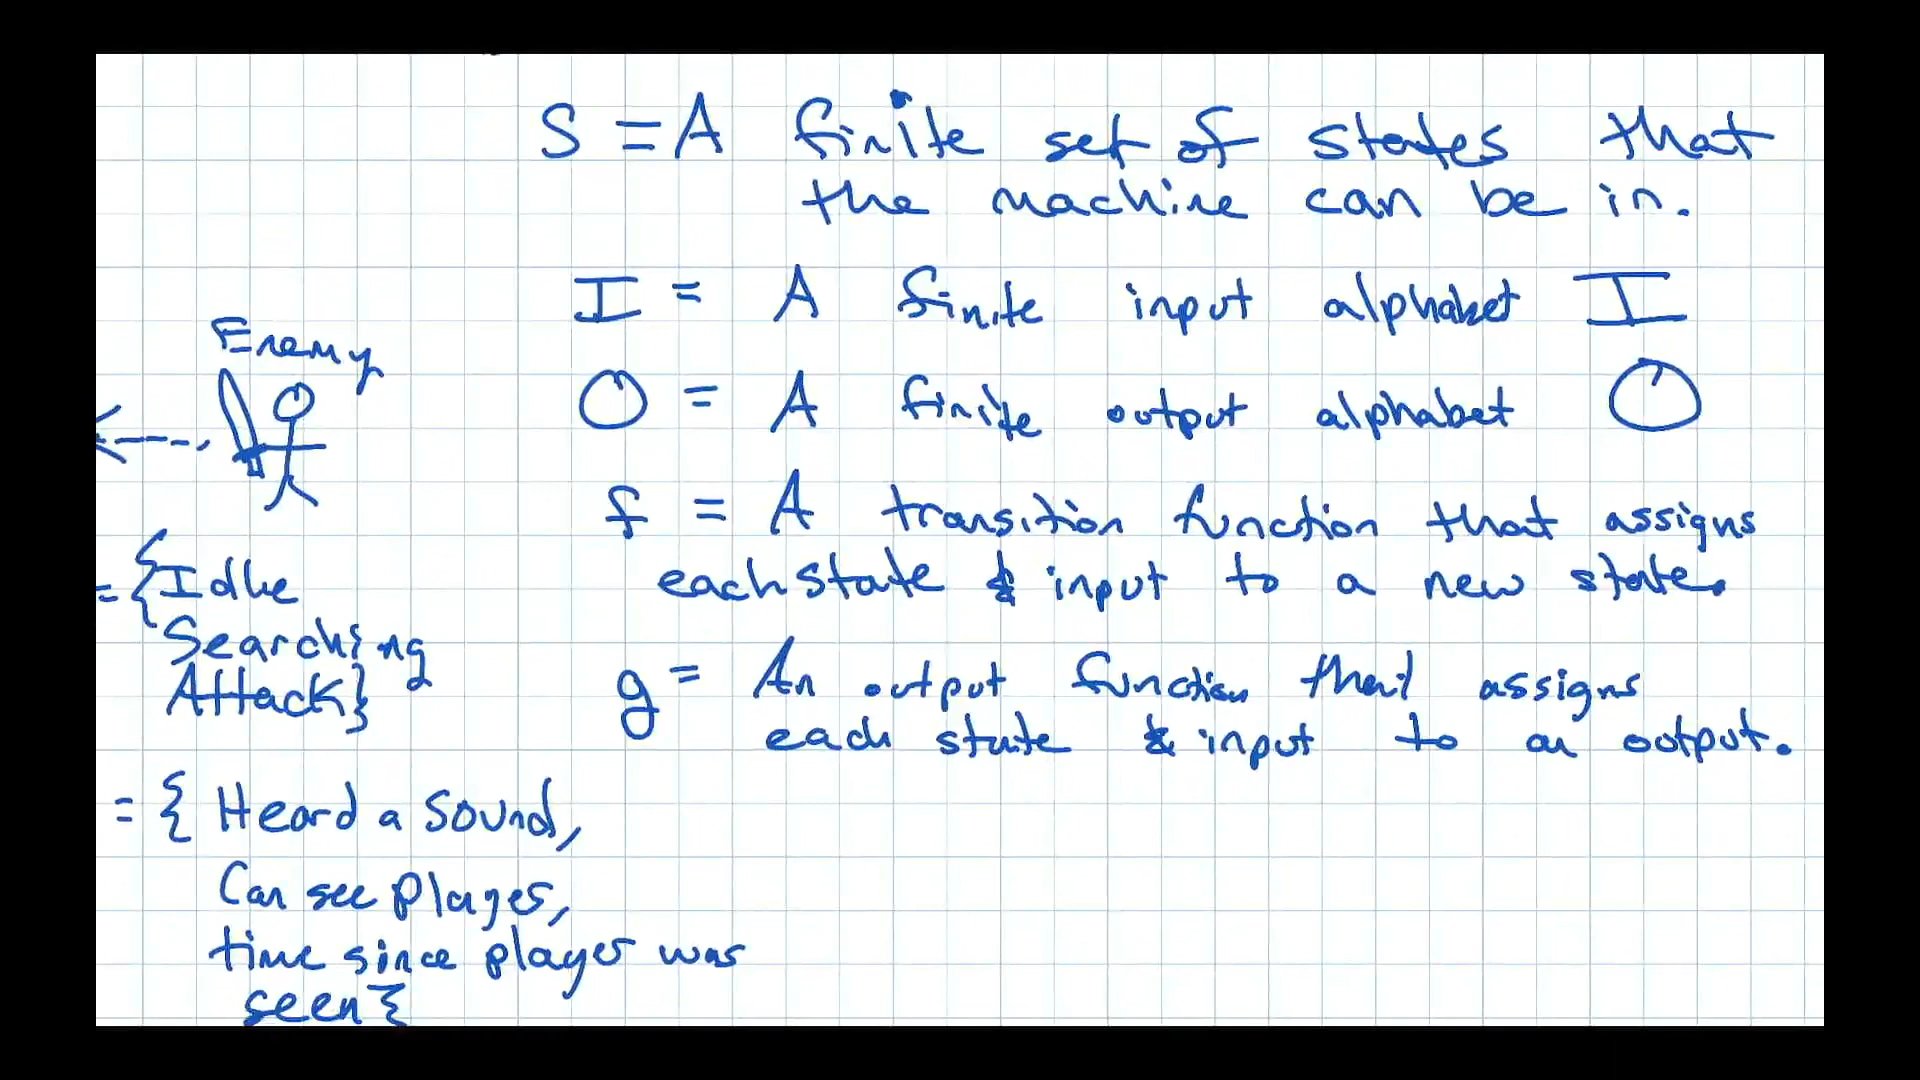 S = A finite set of states that
the machine can be in.
I = A finite input alphabet I
O = A finite output alphabet O
f = A transition function that assigns
each state & input to a new state.
g = An output function that assigns
each state & input to an output.
Enemy
= {Idle
Searching
Attack}
= { Heard a sound,
Can see player,
time since player was
seen }